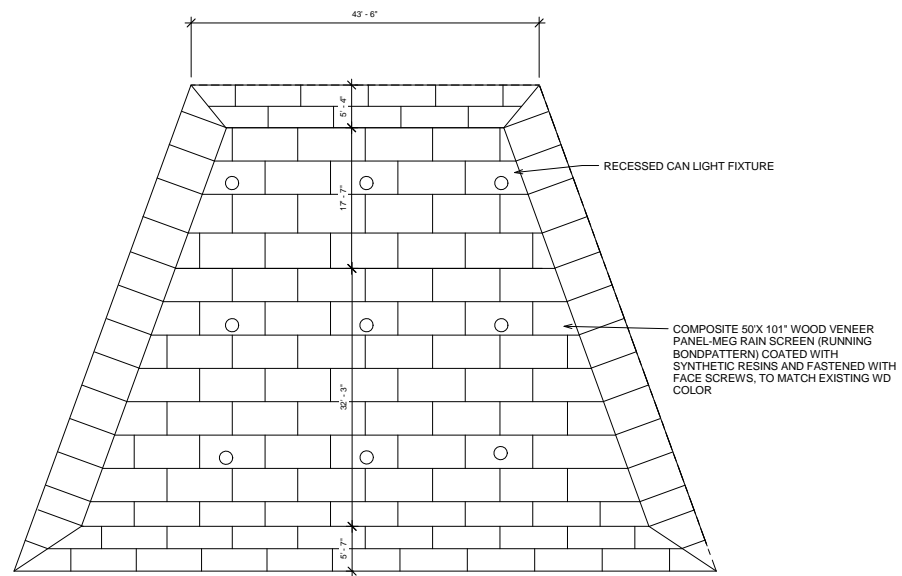 43' - 6"
5' - 4"
RECESSED CAN LIGHT FIXTURE
17' - 7"
COMPOSITE 50'X 101" WOOD VENEER
PANEL-MEG RAIN SCREEN (RUNNING
BONDPATTERN) COATED WITH
SYNTHETIC RESINS AND FASTENED WITH
FACE SCREWS, TO MATCH EXISTING WD
COLOR
32' - 3"
5' - 7"